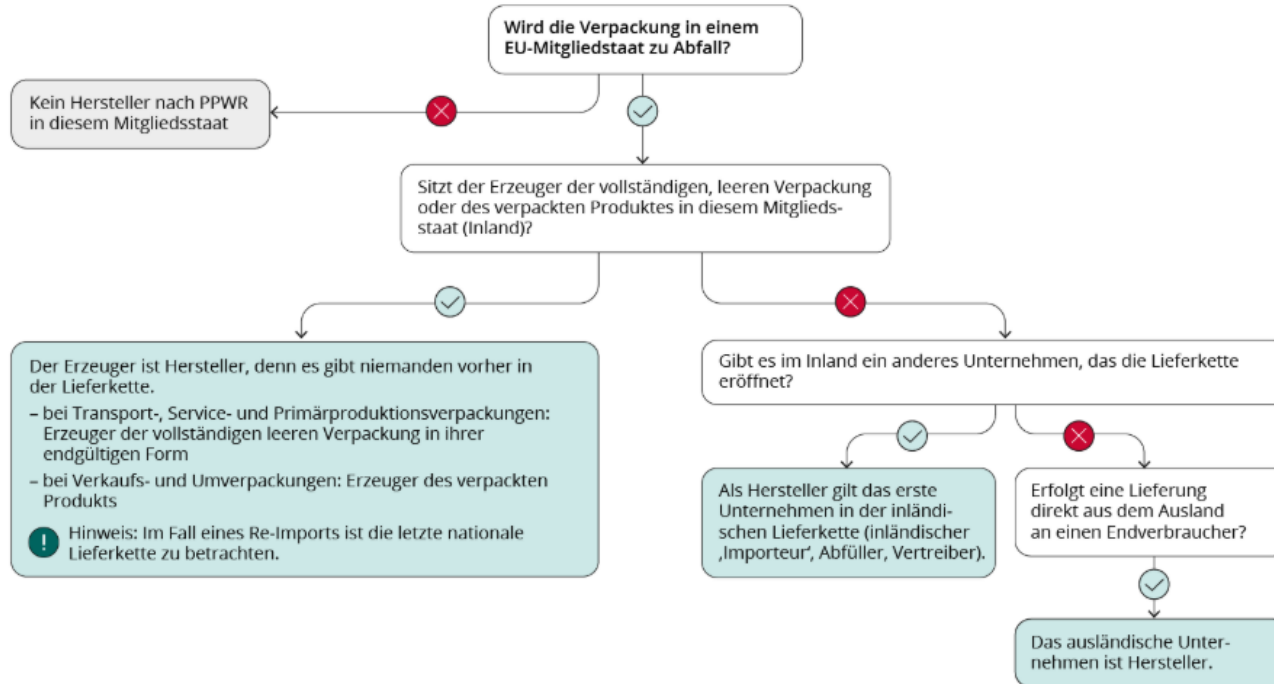 Wird die Verpackung in einem
EU-Mitgliedstaat zu Abfall?
Kein Hersteller nach PPWR
in diesem Mitgliedsstaat
Sitzt der Erzeuger der vollständigen, leeren Verpackung
oder des verpackten Produktes in diesem Mitglieds-
staat (Inland)?
Der Erzeuger ist Hersteller, denn es gibt niemanden vorher in
der Lieferkette.
– bei Transport-, Service- und Primärproduktionsverpackungen:
Erzeuger der vollständigen leeren Verpackung in ihrer
endgültigen Form
– bei Verkaufs- und Umverpackungen: Erzeuger des verpackten
Produkts
! Hinweis: Im Fall eines Re-Imports ist die letzte nationale
Lieferkette zu betrachten.
Gibt es im Inland ein anderes Unternehmen, das die Lieferkette
eröffnet?
Als Hersteller gilt das erste
Unternehmen in der inländi-
schen Lieferkette (inländischer
‚Importeur‘, Abfüller, Vertreiber).
Erfolgt eine Lieferung
direkt aus dem Ausland
an einen Endverbraucher?
Das ausländische Unter-
nehmen ist Hersteller.